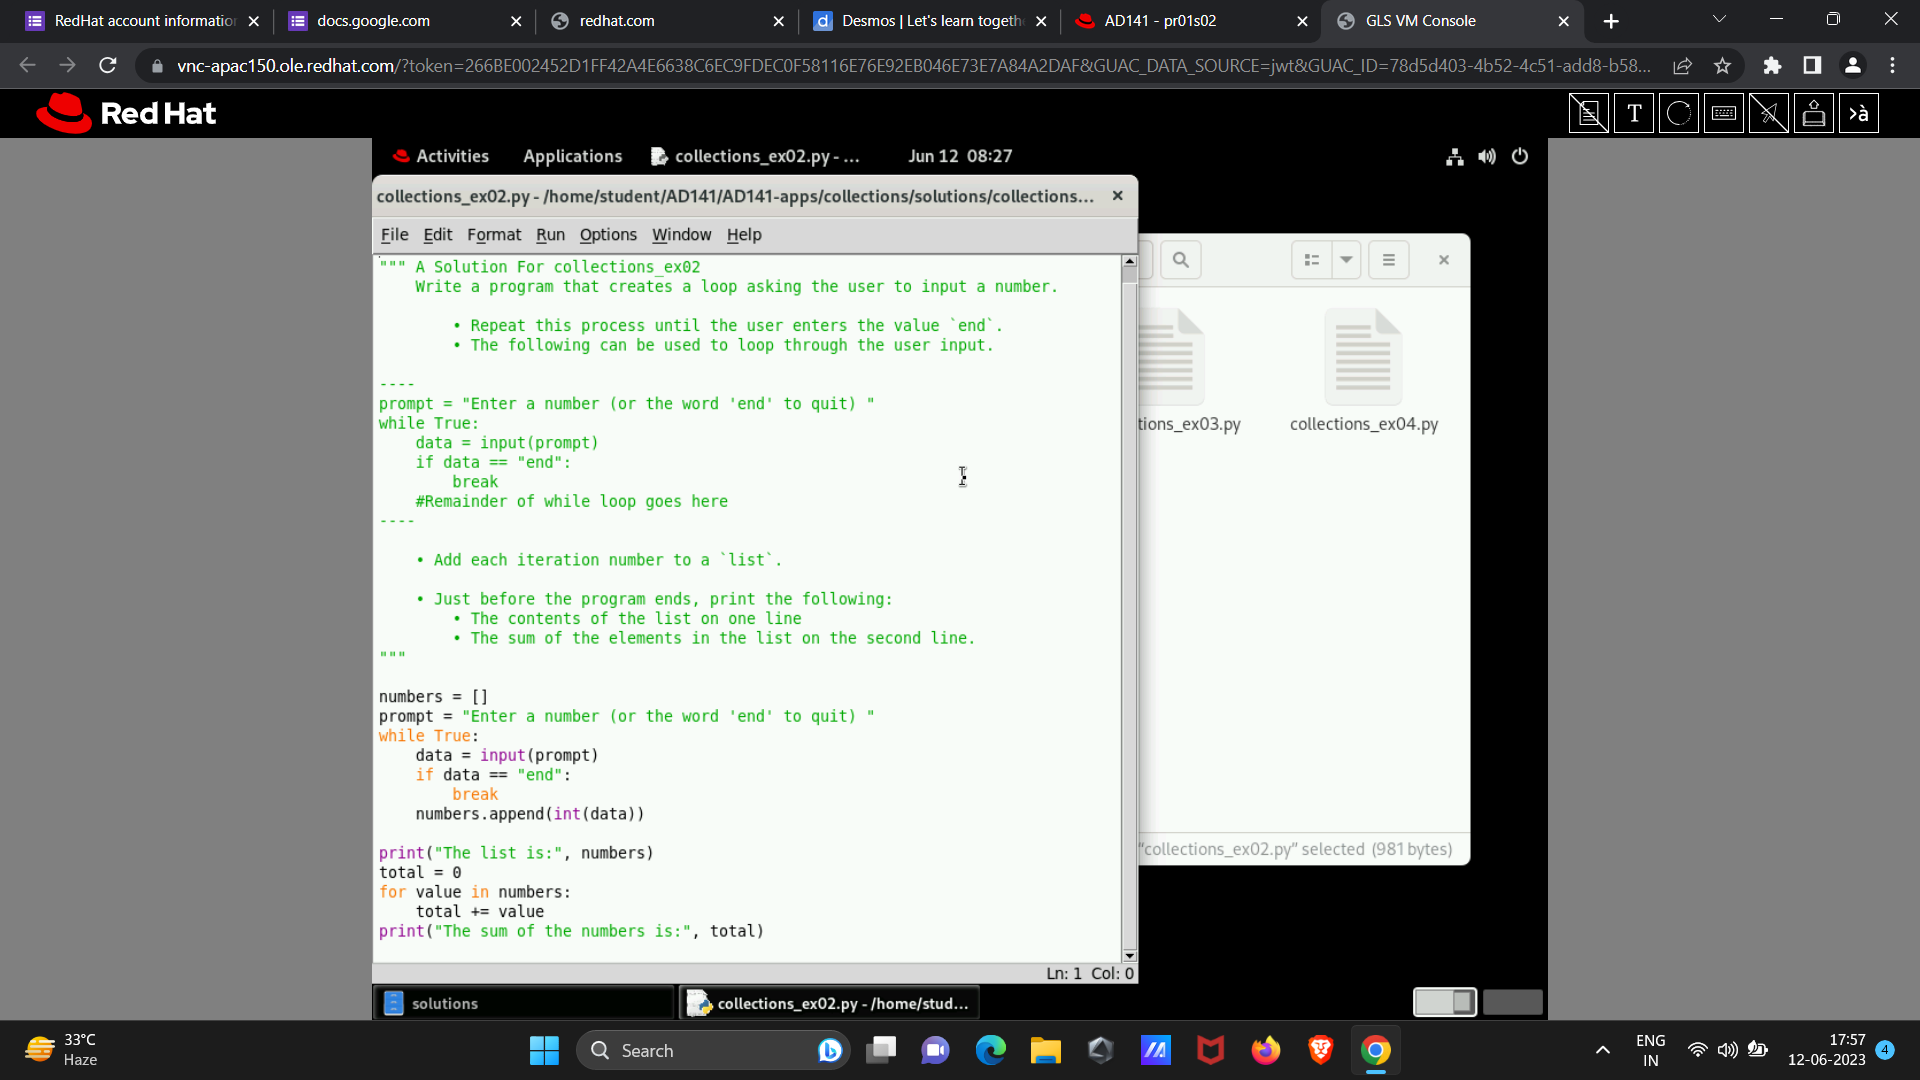 RedHat account informatio
docs.google.com
redhat.com
Desmos | Let's learn togeth
AD141 - pr01s02
GLS VM Console
vnc-apac150.ole.redhat.com/?token=266BE002452D1FF42A4E6638C6EC9FDEC0F58116E76E92EB046E73E7A84A2DAF&GUAC_DATA_SOURCE=jwt&GUAC_ID=78d5d403-4b52-4c51-add8-b58...
Red Hat
T
>à
Activities
Applications
collections_ex02.py - ...
Jun 12 08:27
collections_ex02.py - /home/student/AD141/AD141-apps/collections/solutions/collections...
File Edit Format Run Options Window Help
""" A Solution For collections_ex02
Write a program that creates a loop asking the user to input a number.
• Repeat this process until the user enters the value `end`.
• The following can be used to loop through the user input.
----
prompt = "Enter a number (or the word 'end' to quit) "
while True:
data = input(prompt)
if data == "end":
break
#Remainder of while loop goes here
----
• Add each iteration number to a `list`.
• Just before the program ends, print the following:
• The contents of the list on one line
• The sum of the elements in the list on the second line.
"""
numbers = []
prompt = "Enter a number (or the word 'end' to quit) "
while True:
data = input(prompt)
if data == "end":
break
numbers.append(int(data))
print("The list is:", numbers)
total = 0
for value in numbers:
total += value
print("The sum of the numbers is:", total)
Ln: 1 Col: 0
tions_ex03.py
collections_ex04.py
"collections_ex02.py" selected (981 bytes)
solutions
collections_ex02.py - /home/stud...
33°C
Haze
Search
ENG
IN
17:57
12-06-2023
4